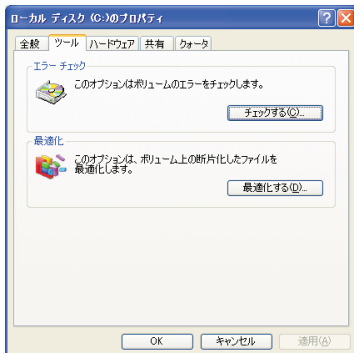 ローカル ディスク (C:)のプロパティ
全般 ツール ハードウェア 共有 クォータ
エラー チェック
このオプションはボリュームのエラーをチェックします。
チェックする(C)...
最適化
このオプションは、ボリューム上の断片化したファイルを
最適化します。
最適化する(D)...
OK キャンセル 適用(A)